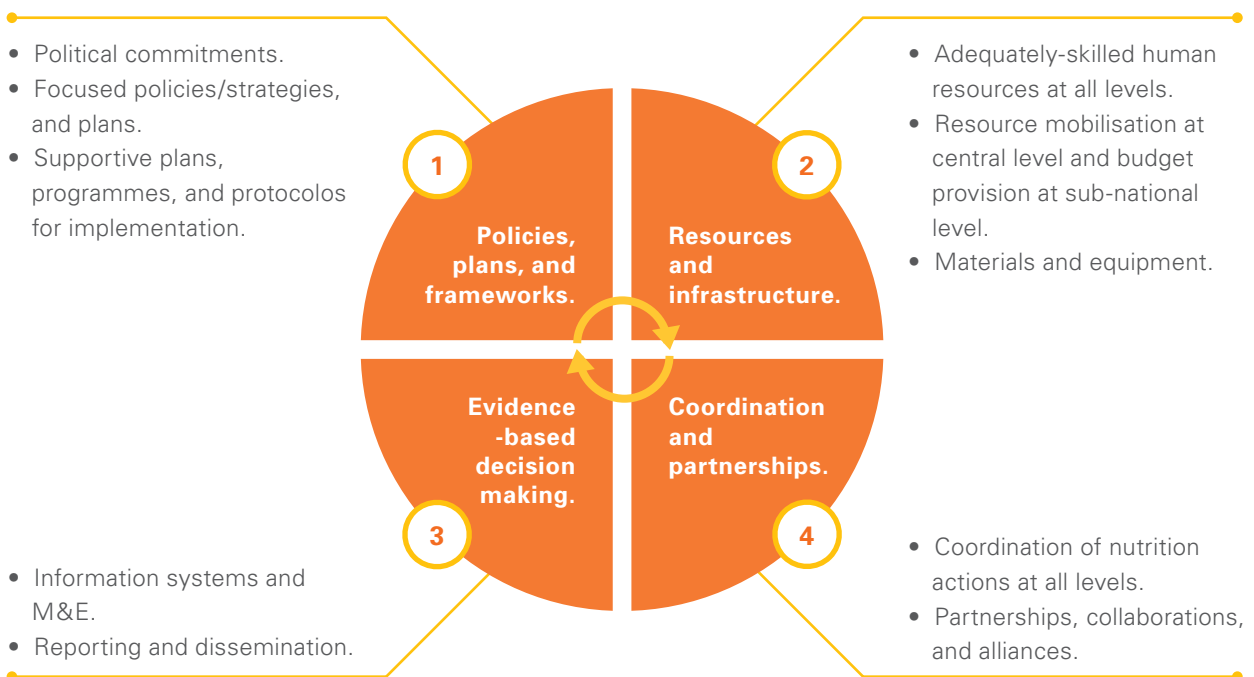 • Political commitments.
• Focused policies/strategies,
and plans.
• Supportive plans,
programmes, and protocolos
for implementation.
1
Policies,
plans, and
frameworks.
• Adequately-skilled human
resources at all levels.
• Resource mobilisation at
central level and budget
provision at sub-national
level.
• Materials and equipment.
2
Resources
and
infrastructure.
Evidence
-based
decision
making.
3
• Information systems and
M&E.
• Reporting and dissemination.
Coordination
and
partnerships.
4
• Coordination of nutrition
actions at all levels.
• Partnerships, collaborations,
and alliances.